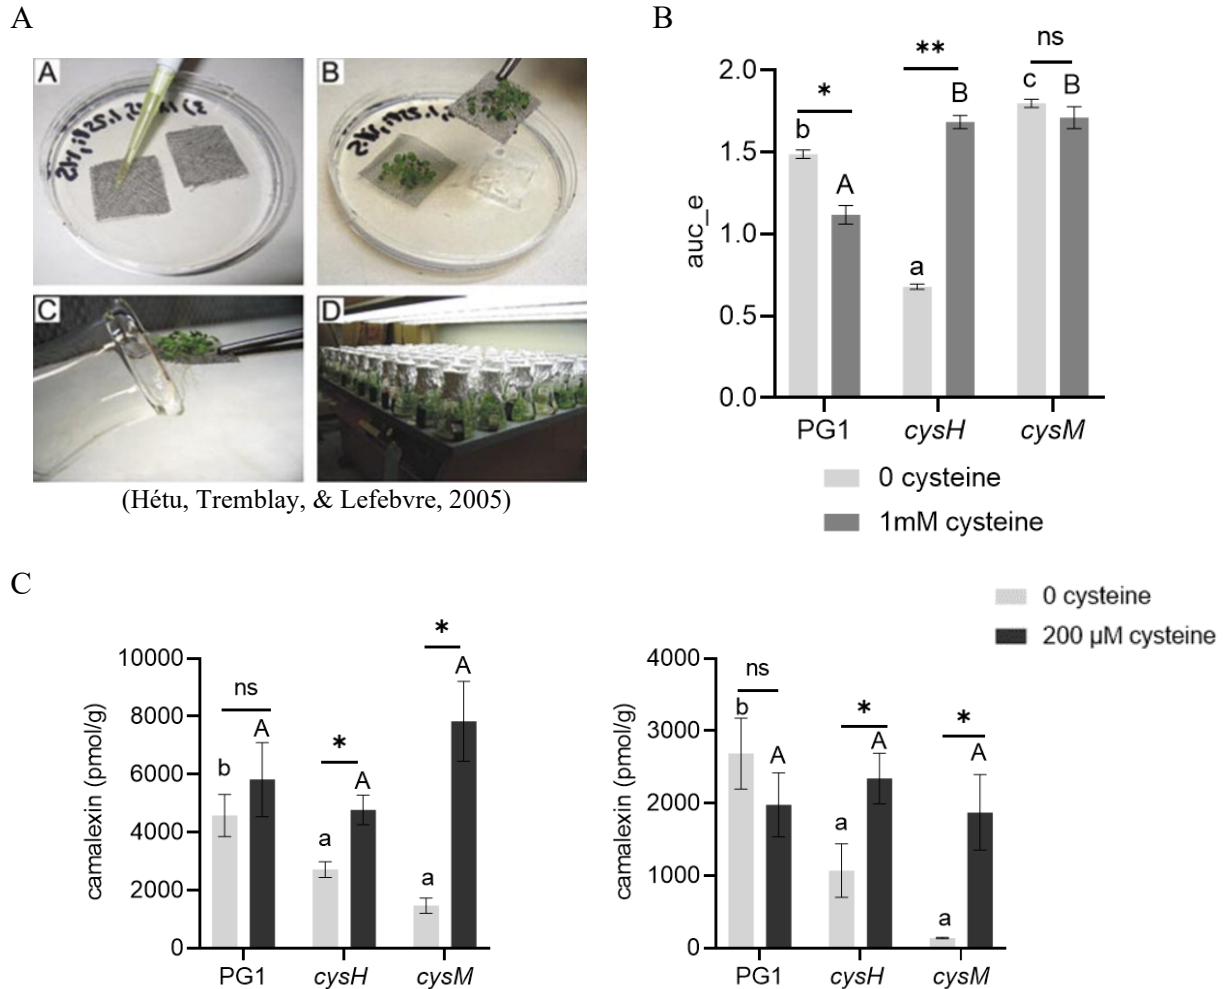 A
B
A
B
C
D
(Hétu, Tremblay, & Lefebvre, 2005)
auc_e
2.0
1.5
1.0
0.5
0.0
*
**
ns
b
A
a
B
c
B
PG1
cysH
cysM
0 cysteine
1mM cysteine
C
0 cysteine
200 µM cysteine
camalexin (pmol/g)
10000
8000
6000
4000
2000
0
ns
*
*
b
A
a
A
a
A
PG1
cysH
cysM
camalexin (pmol/g)
4000
3000
2000
1000
0
ns
*
*
b
A
a
A
a
A
PG1
cysH
cysM